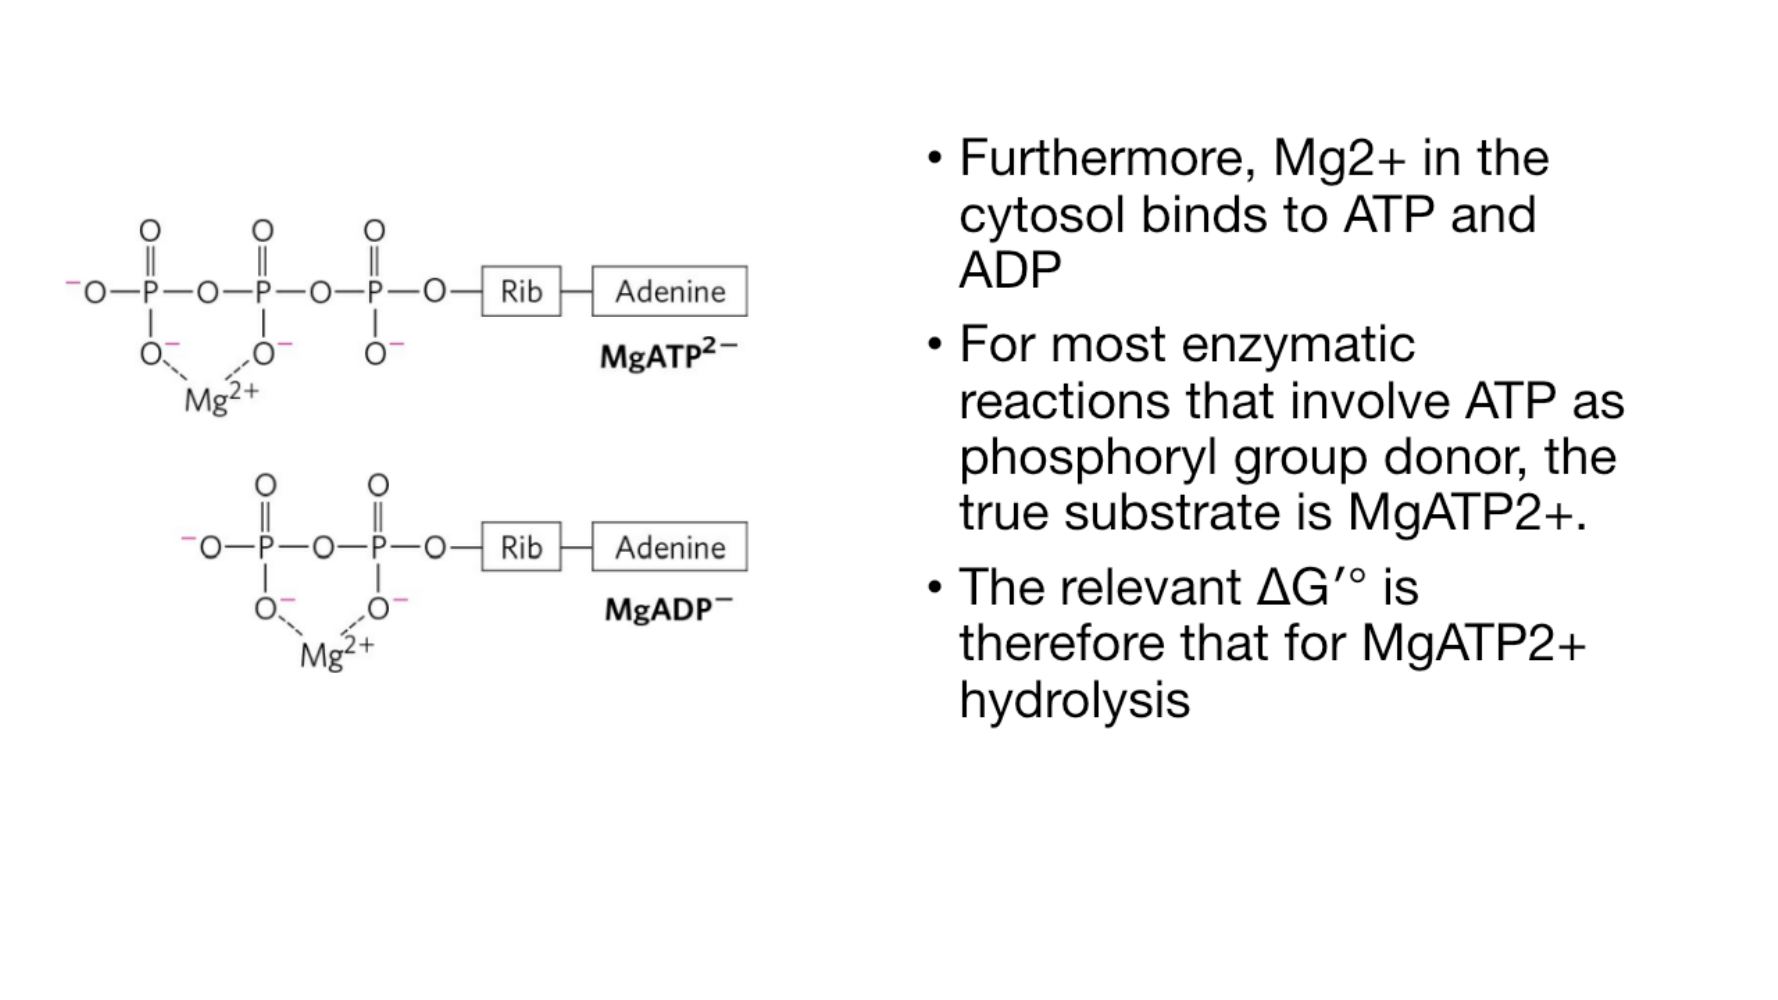 O O O
⁻O—P—O—P—O—P—O— Rib — Adenine
O⁻ O⁻ O⁻ MgATP²⁻
Mg²⁺
O O
⁻O—P—O—P—O— Rib — Adenine
O⁻ O⁻ MgADP⁻
Mg²⁺
• Furthermore, Mg2+ in the
cytosol binds to ATP and
ADP
• For most enzymatic
reactions that involve ATP as
phosphoryl group donor, the
true substrate is MgATP2+.
• The relevant ΔG′° is
therefore that for MgATP2+
hydrolysis